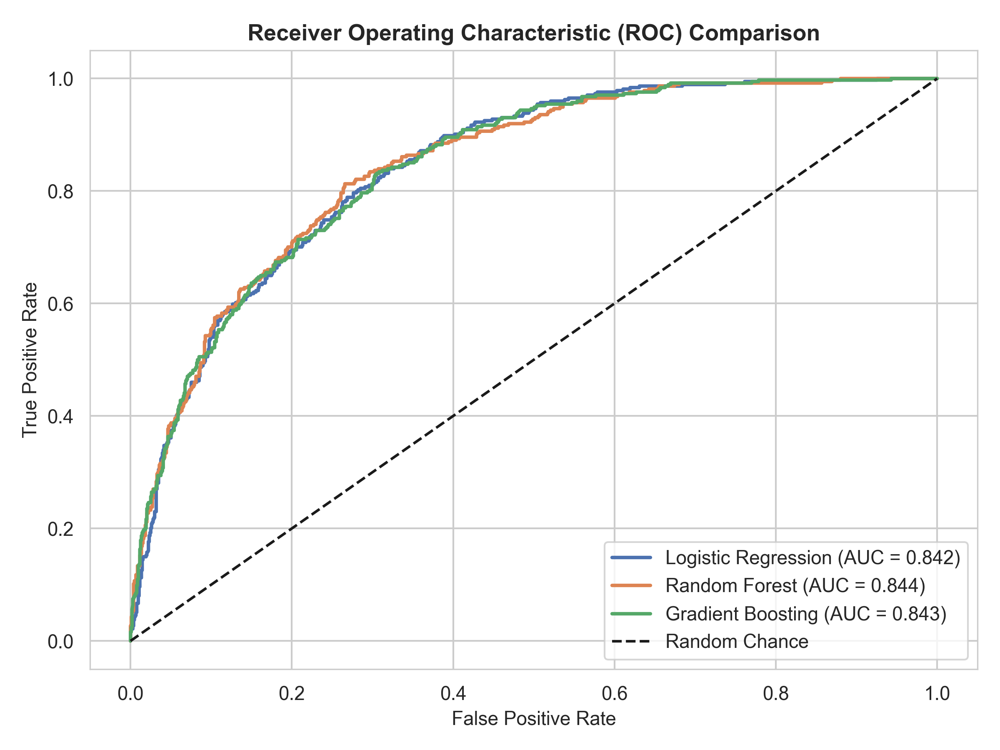 Receiver Operating Characteristic (ROC) Comparison
True Positive Rate
1.0
0.8
0.6
0.4
0.2
0.0
Logistic Regression (AUC = 0.842)
Random Forest (AUC = 0.844)
Gradient Boosting (AUC = 0.843)
Random Chance
0.0 0.2 0.4 0.6 0.8 1.0
False Positive Rate